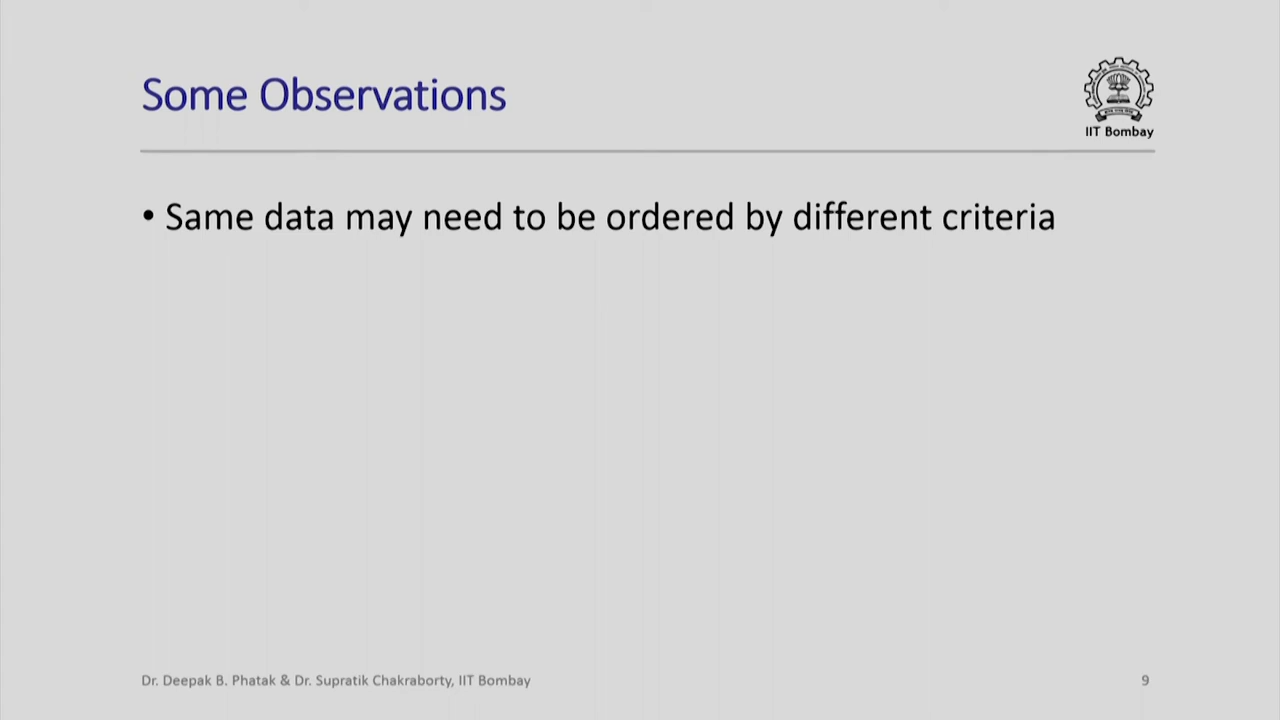 Some Observations
IIT Bombay
• Same data may need to be ordered by different criteria
Dr. Deepak B. Phatak & Dr. Supratik Chakraborty, IIT Bombay
9